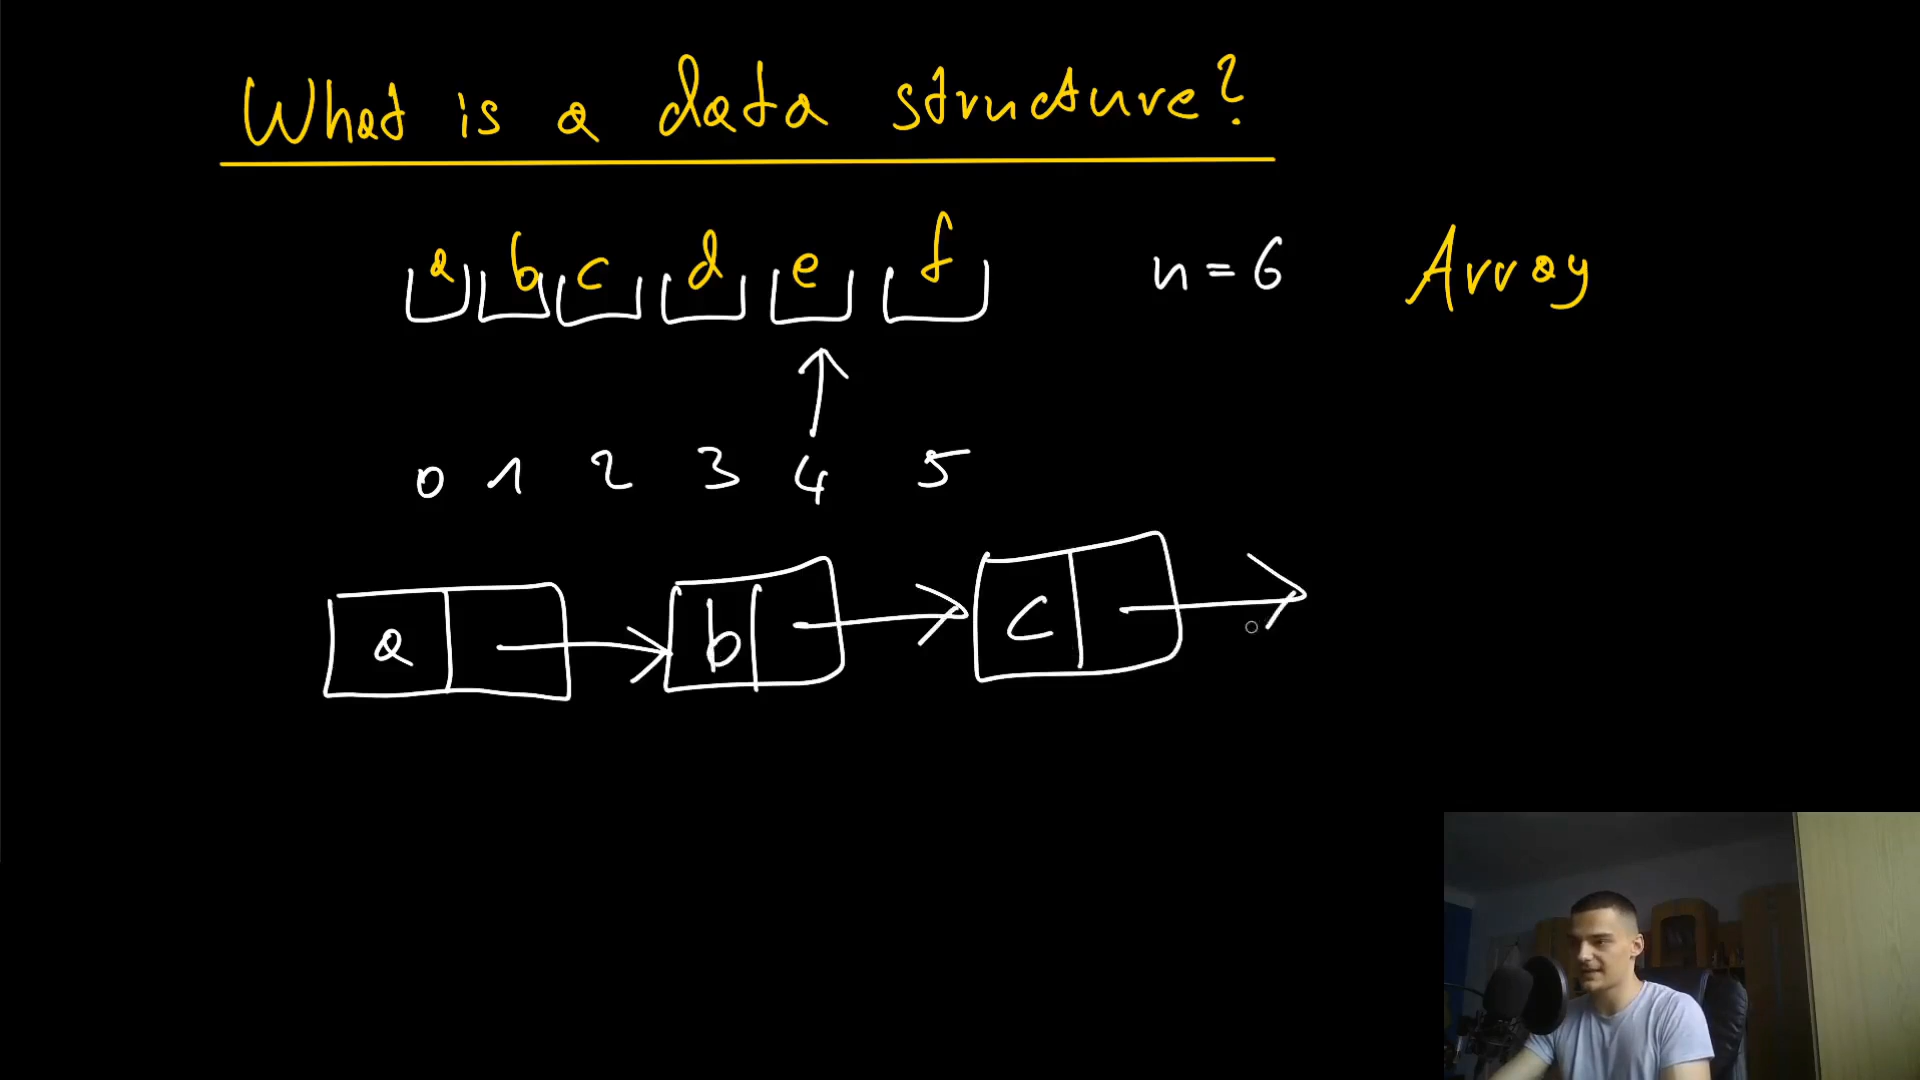 What is a data structure?
a b c d e f n=6 Array
0 1 2 3 4 5
a b c